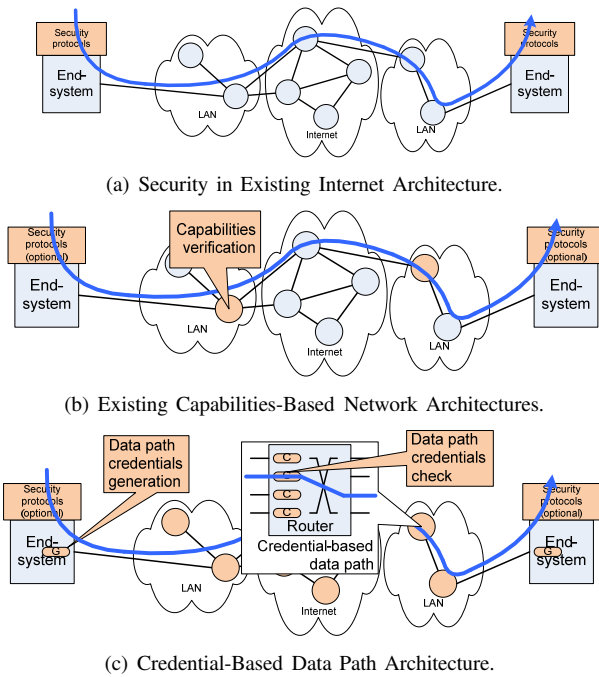 Security
protocols
End-
system
LAN
Internet
LAN
Security
protocols
End-
system
(a) Security in Existing Internet Architecture.
Security
protocols
(optional)
End-
system
Capabilities
verification
LAN
Internet
LAN
Security
protocols
(optional)
End-
system
(b) Existing Capabilities-Based Network Architectures.
Data path
credentials
generation
Security
protocols
(optional)
End-
G
system
C
C
C
C
Router
Credential-based
data path
Data path
credentials
check
LAN
Internet
LAN
Security
protocols
(optional)
End-
G
system
(c) Credential-Based Data Path Architecture.